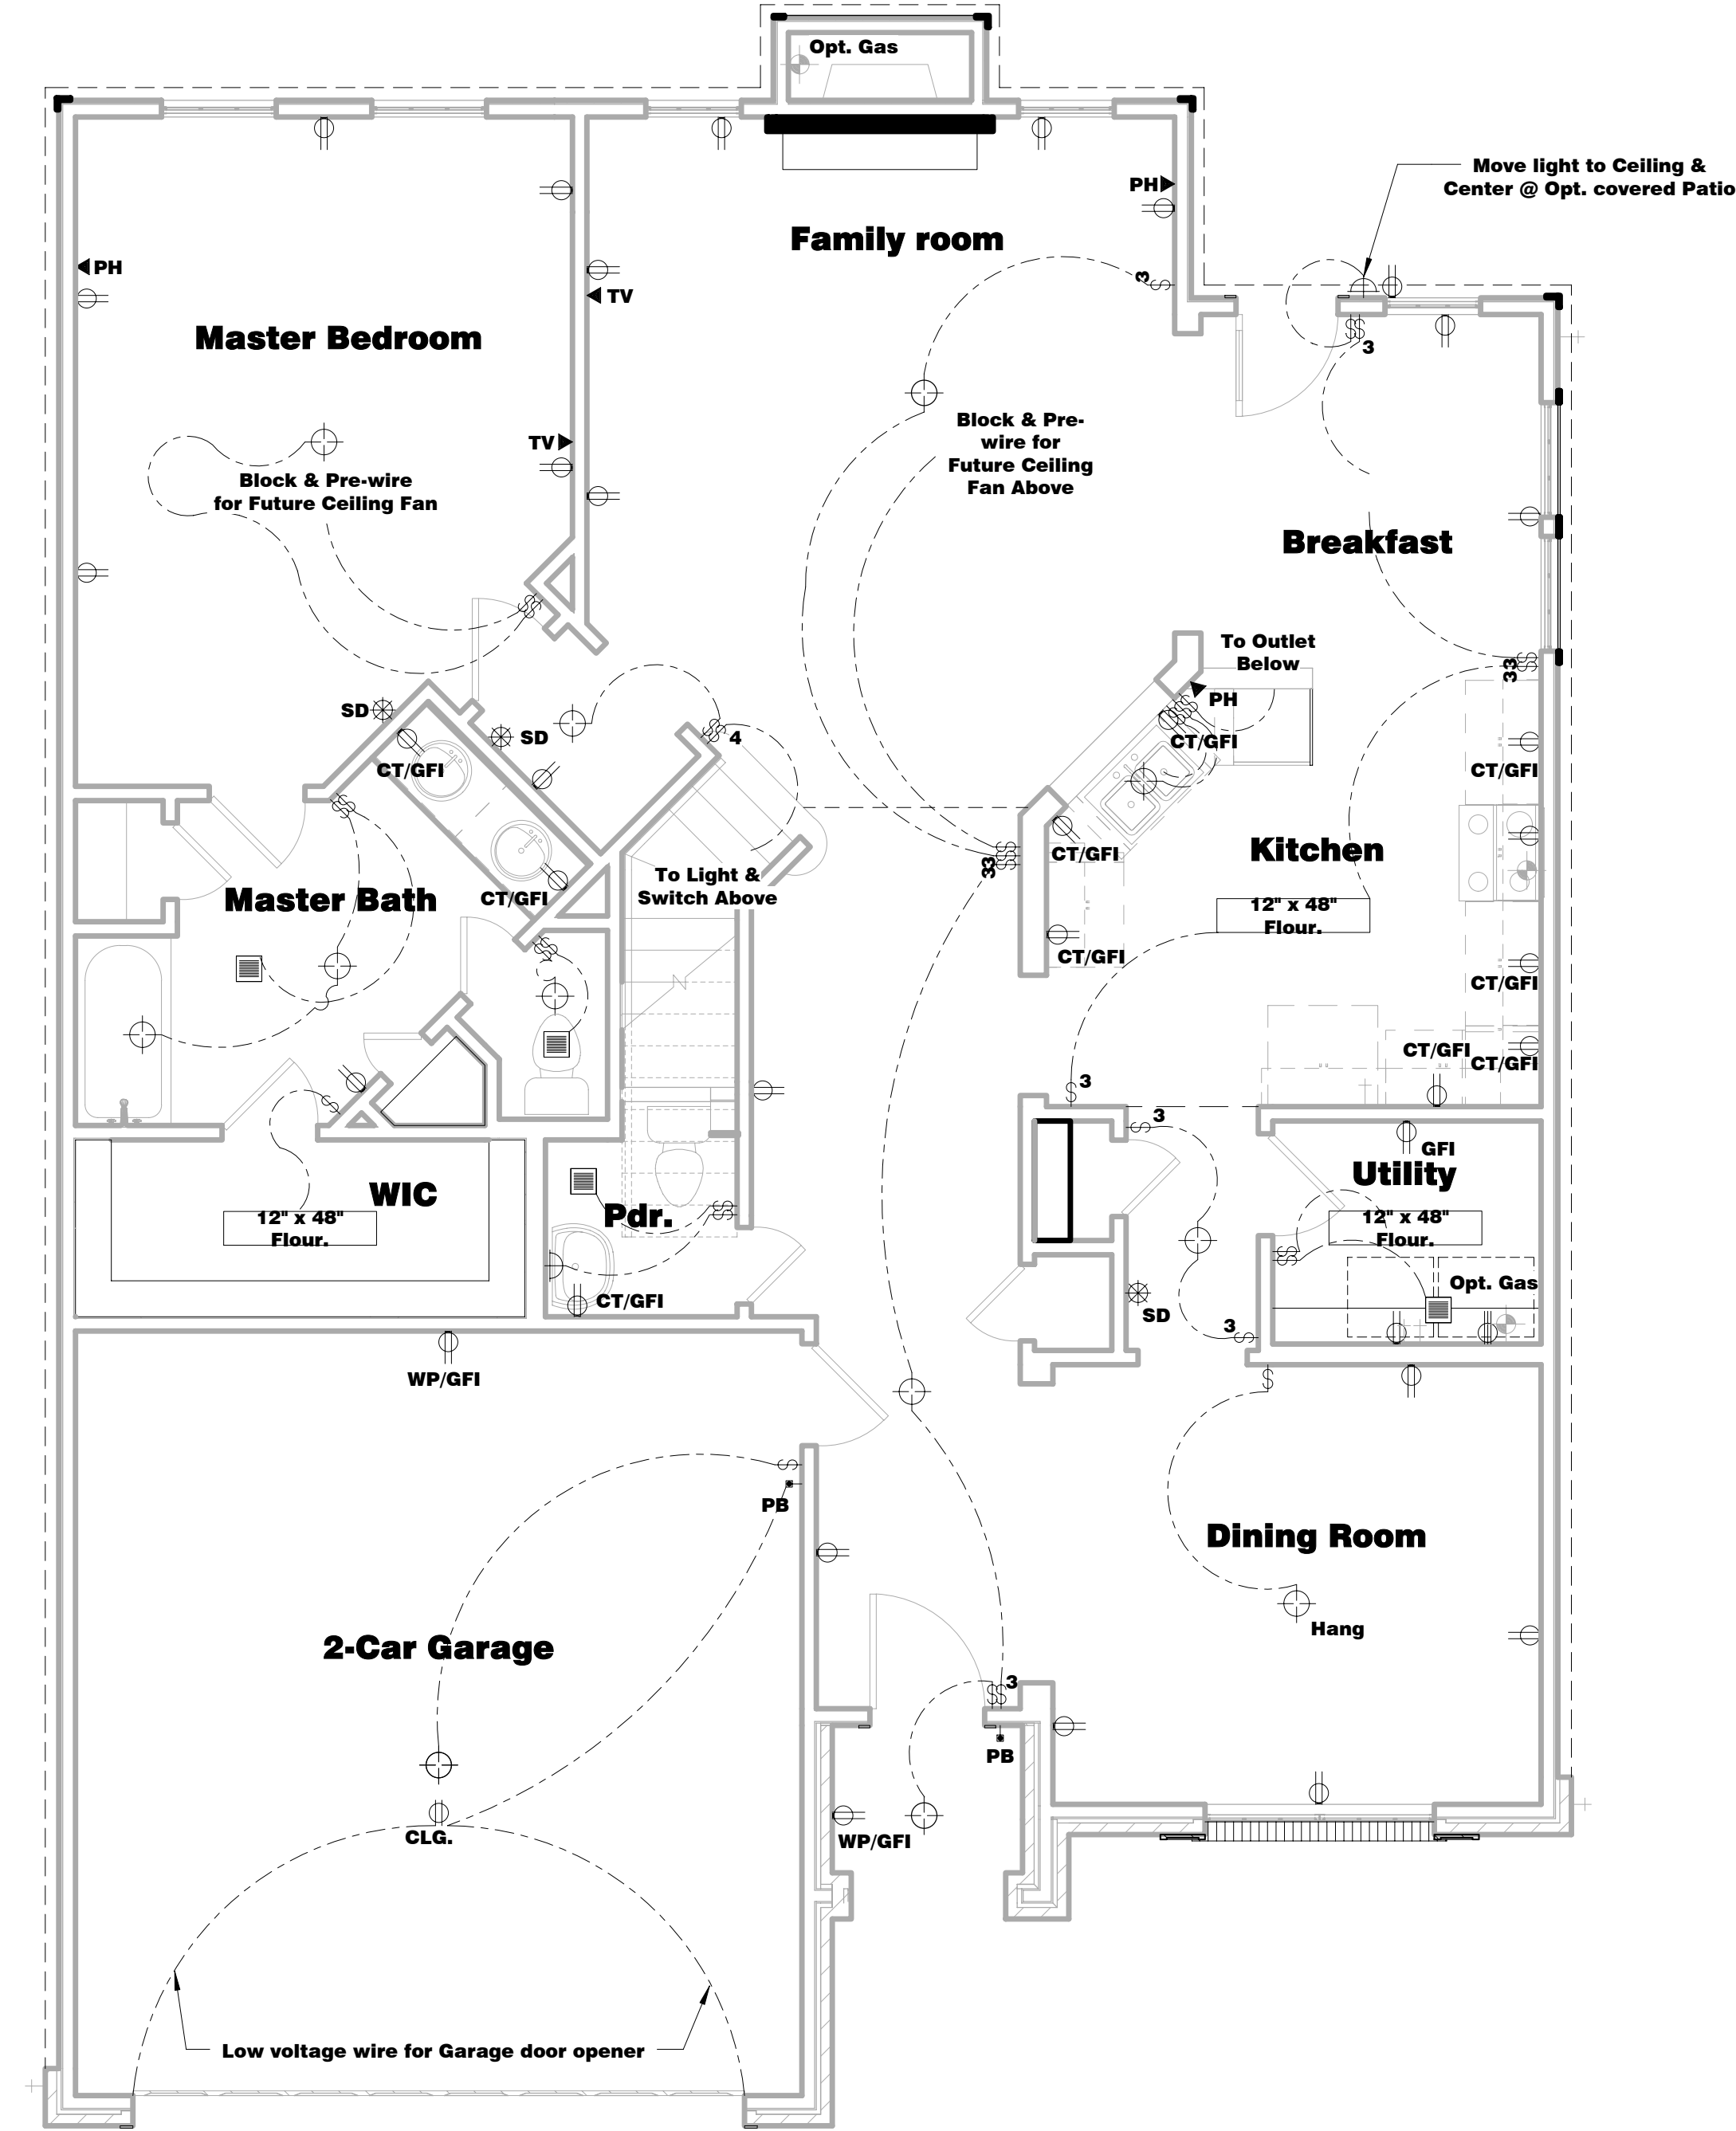 Opt. Gas
Move light to Ceiling &
Center @ Opt. covered Patio
PH
Family room
PH
TV
3
Master Bedroom
3
Block & Pre-
wire for
Future Ceiling
Fan Above
TV
Block & Pre-wire
for Future Ceiling Fan
Breakfast
To Outlet
Below
33
PH
SD
SD
4
CT/GFI
CT/GFI
CT/GFI
Kitchen
CT/GFI
33
To Light &
Switch Above
Master Bath
CT/GFI
12" x 48"
Flour.
CT/GFI
CT/GFI
CT/GFI
CT/GFI
3
3
GFI
Utility
WIC
12" x 48"
Flour.
Pdr.
12" x 48"
Flour.
Opt. Gas
CT/GFI
SD
3
WP/GFI
PB
Dining Room
Hang
2-Car Garage
3
PB
CLG.
WP/GFI
Low voltage wire for Garage door opener